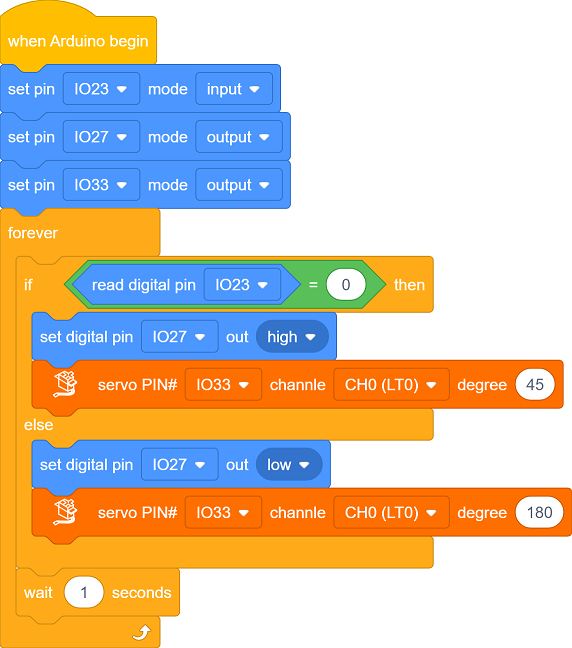 when Arduino begin
set pin IO23 mode input
set pin IO27 mode output
set pin IO33 mode output
forever
if read digital pin IO23 = 0 then
set digital pin IO27 out high
servo PIN# IO33 channle CH0 (LT0) degree 45
else
set digital pin IO27 out low
servo PIN# IO33 channle CH0 (LT0) degree 180
wait 1 seconds